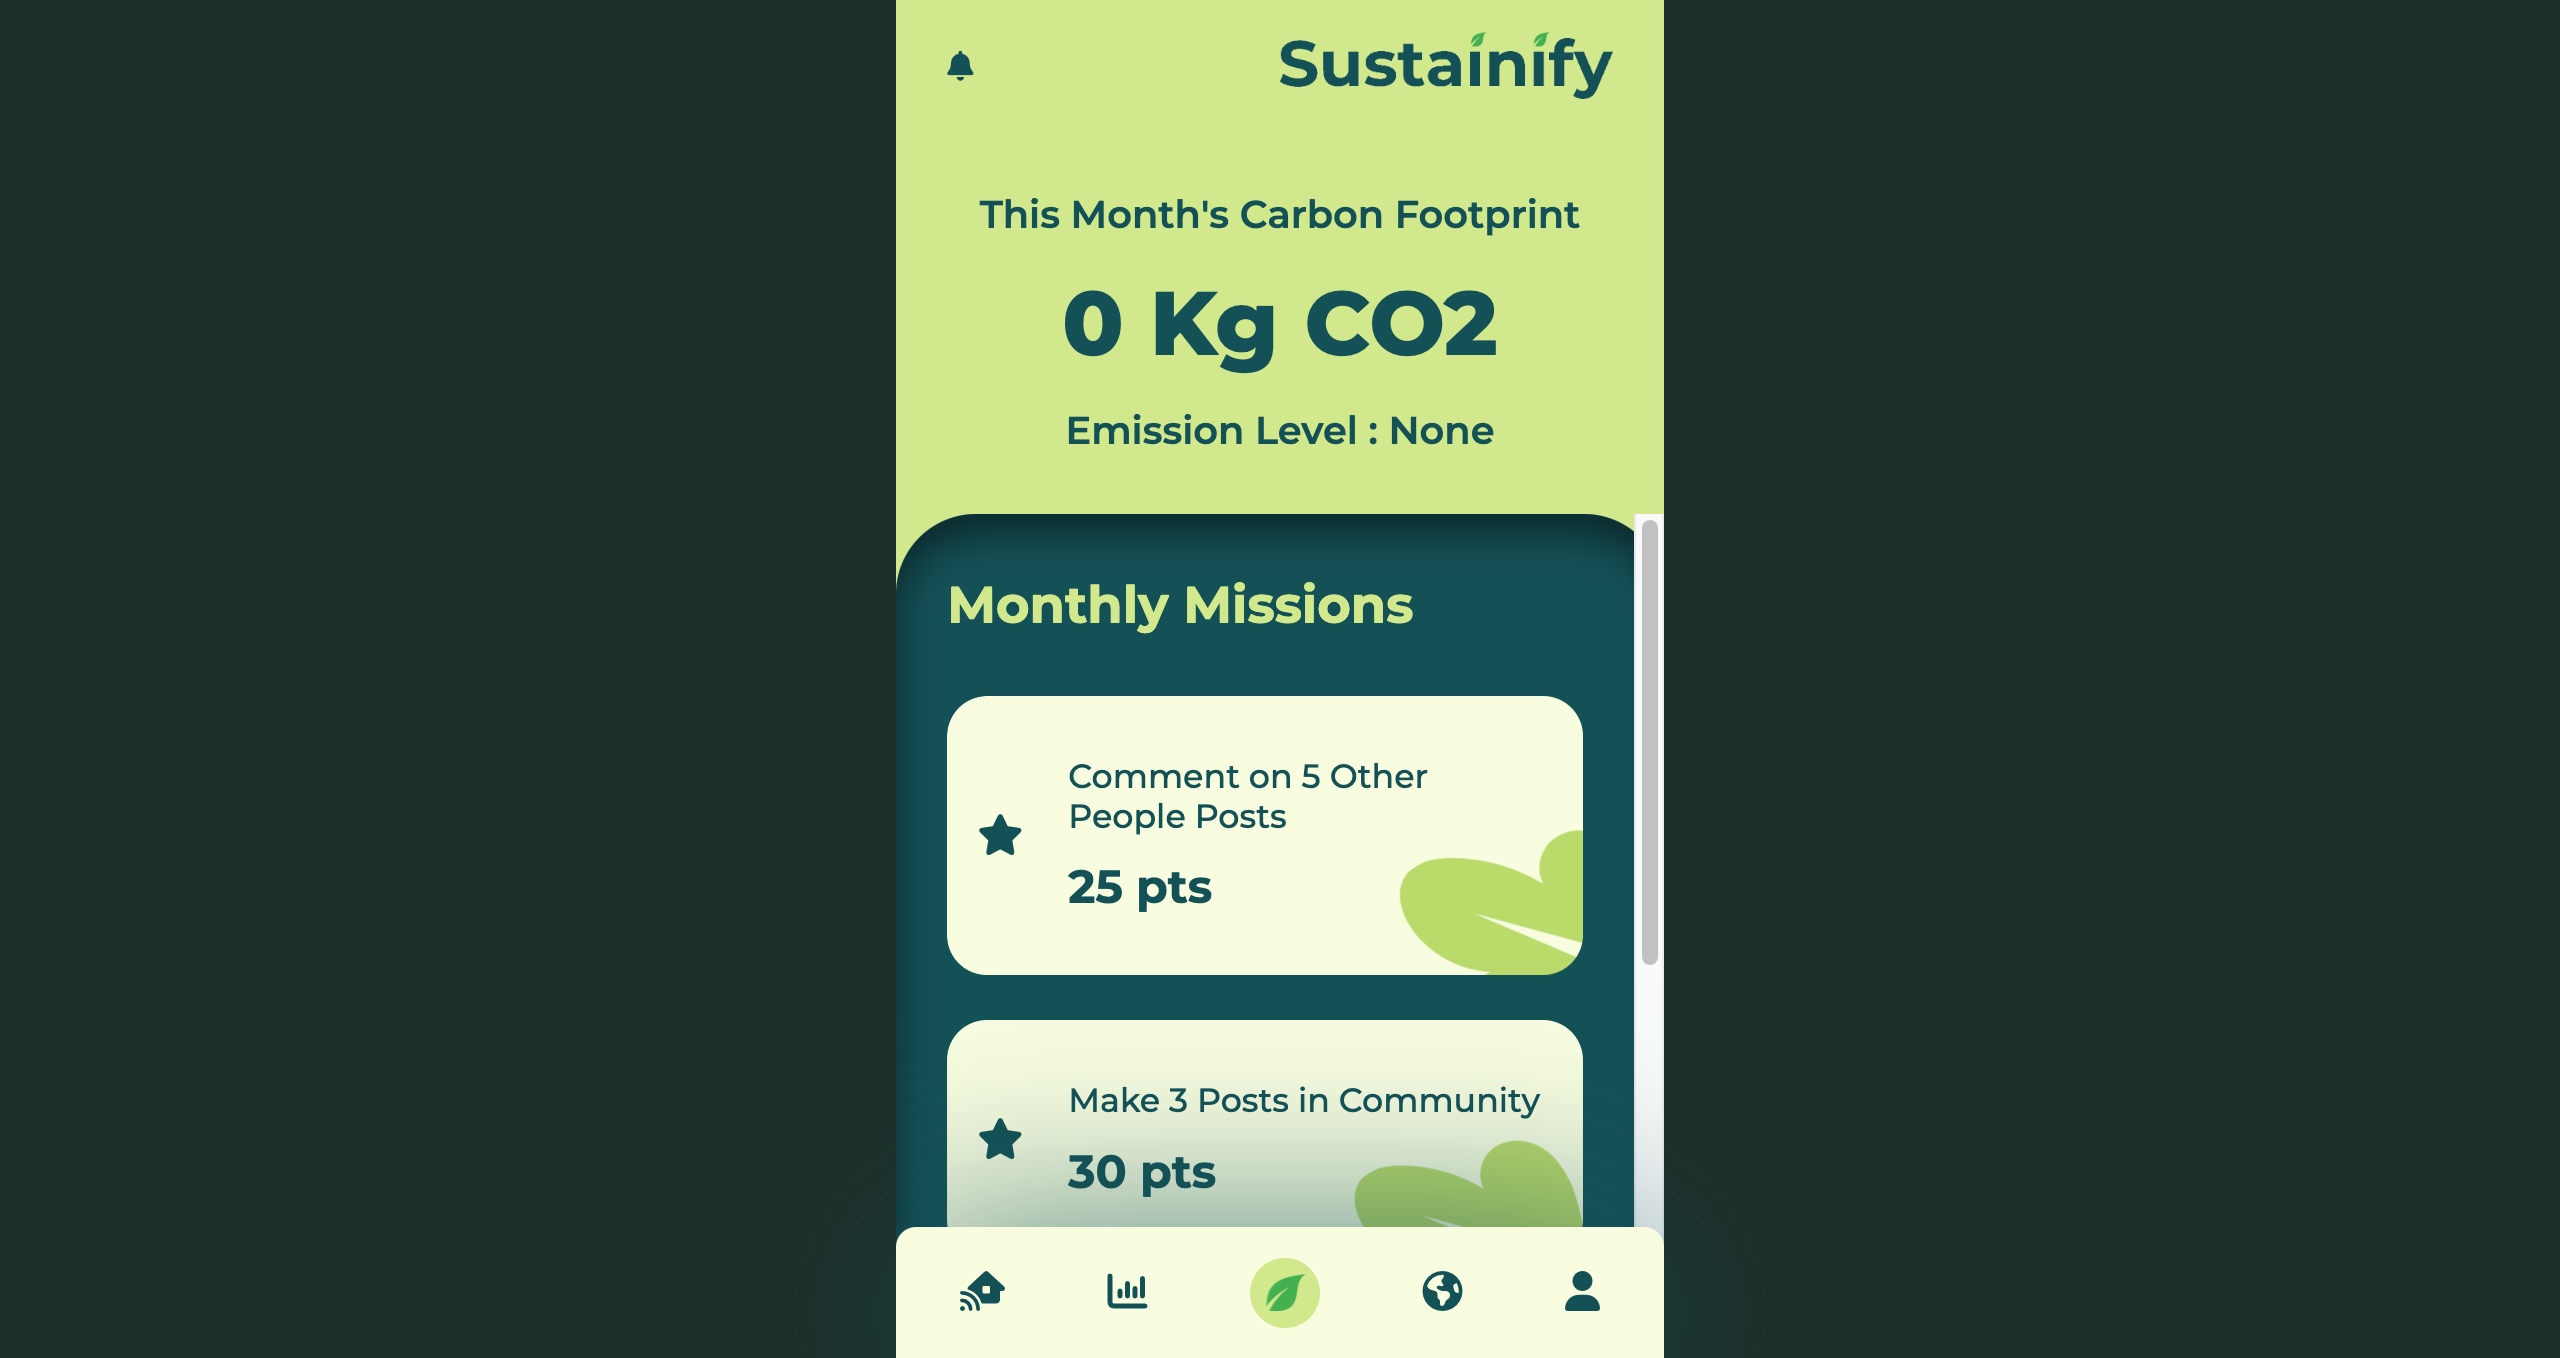 Sustainify
This Month's Carbon Footprint
0 Kg CO2
Emission Level : None
Monthly Missions
Comment on 5 Other
People Posts
25 pts
Make 3 Posts in Community
30 pts